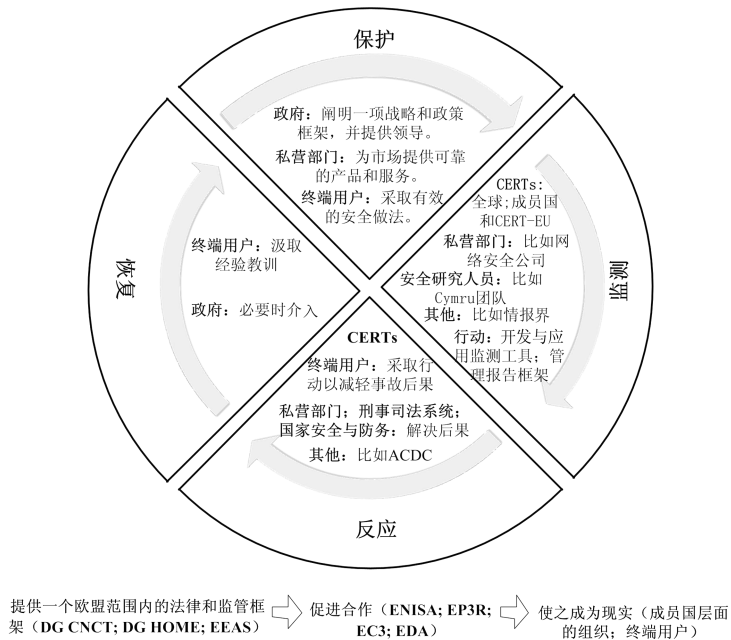 保护
政府：阐明一项战略和政策
框架，并提供领导。
私营部门：为市场提供可靠
的产品和服务。
终端用户：采取有效
的安全做法。
监测
CERTs:
全球;成员国
和CERT-EU
私营部门：比如网
络安全公司
安全研究人员：比如
Cymru团队
其他：比如情报界
行动：开发与应
用监测工具；管
理报告框架
反应
CERTs
终端用户：采取行
动以减轻事故后果
私营部门；刑事司法系统；
国家安全与防务：解决后果
其他：比如ACDC
恢复
终端用户：汲取
经验教训
政府：必要时介入
提供一个欧盟范围内的法律和监管框
架（DG CNCT; DG HOME; EEAS）
促进合作（ENISA; EP3R;
EC3; EDA）
使之成为现实（成员国层面
的组织；终端用户）